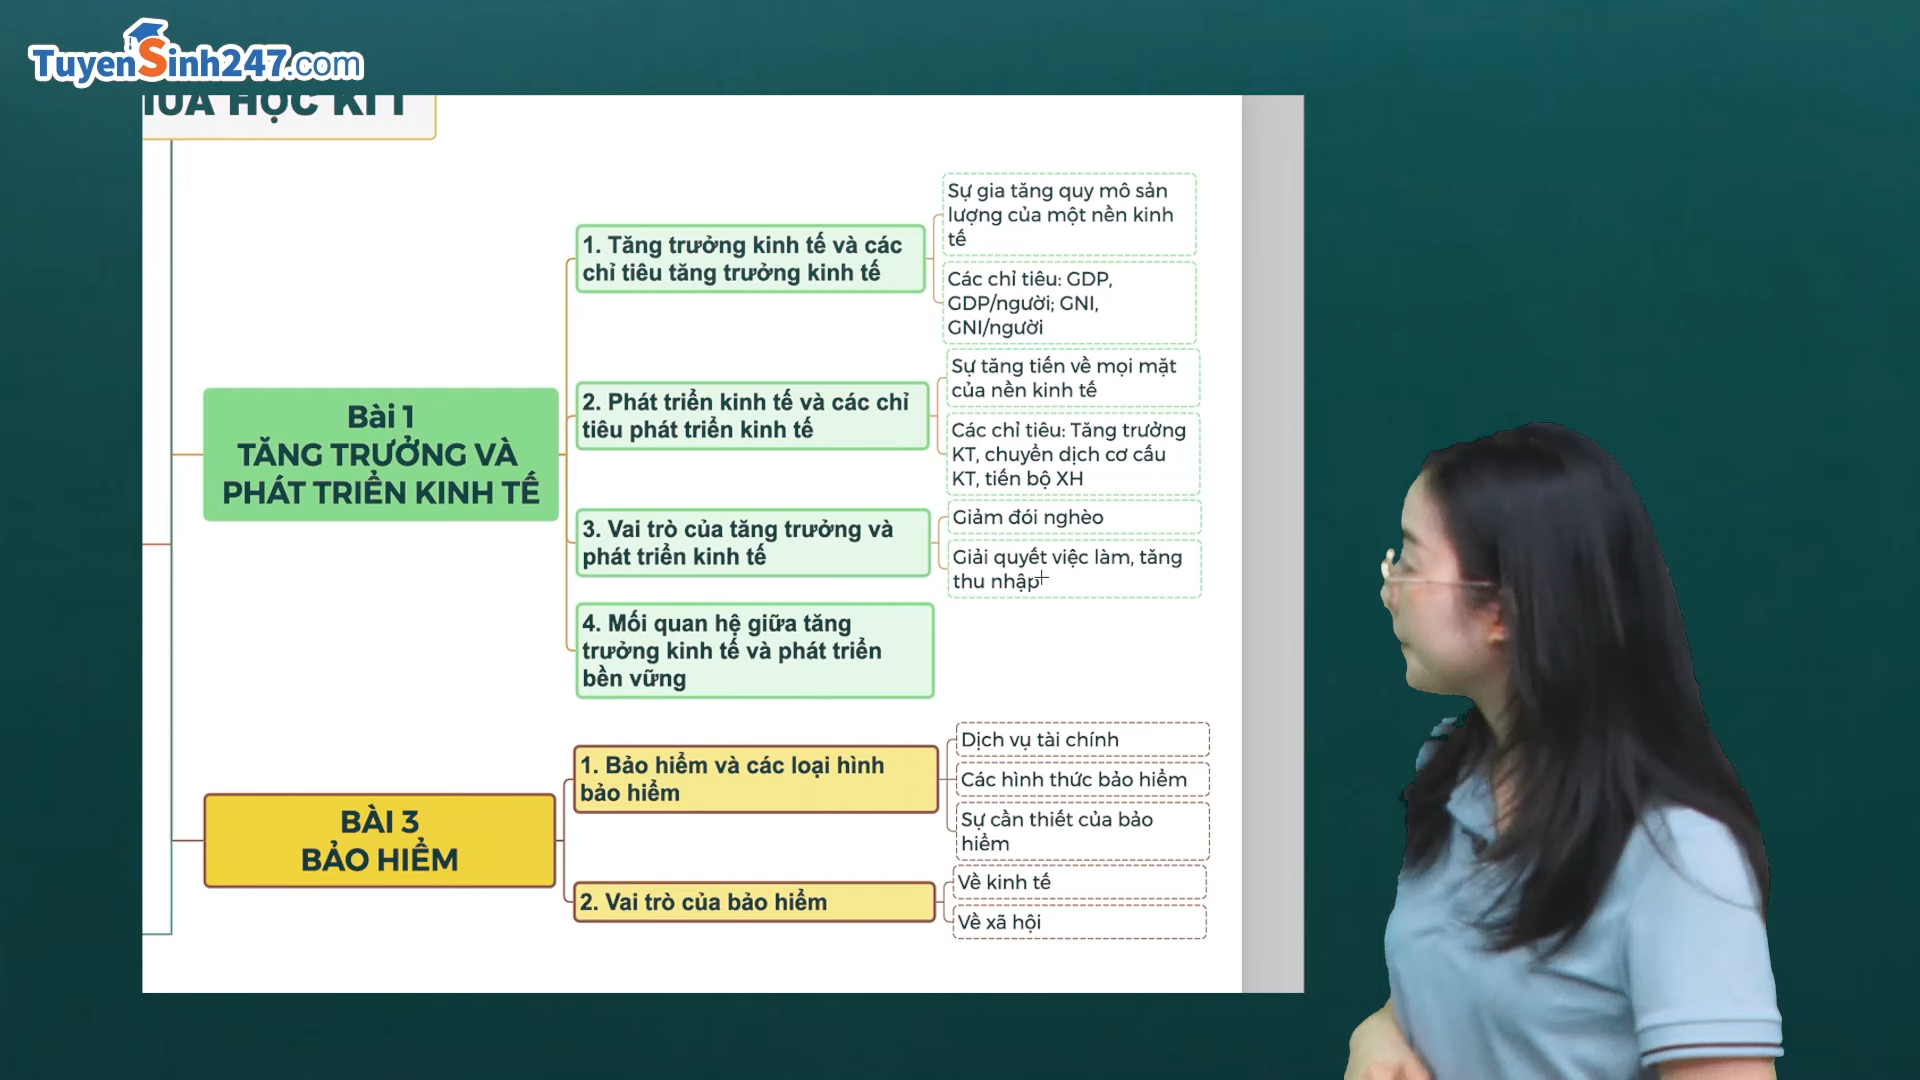 TuyenSinh247.com
HỌC KÌ 1
1. Tăng trưởng kinh tế và các
chỉ tiêu tăng trưởng kinh tế
Sự gia tăng quy mô sản
lượng của một nền kinh
tế
Các chỉ tiêu: GDP,
GDP/người; GNI,
GNI/người
Bài 1
TĂNG TRƯỞNG VÀ
PHÁT TRIỂN KINH TẾ
2. Phát triển kinh tế và các chỉ
tiêu phát triển kinh tế
Sự tăng tiến về mọi mặt
của nền kinh tế
Các chỉ tiêu: Tăng trưởng
KT, chuyển dịch cơ cấu
KT, tiến bộ XH
3. Vai trò của tăng trưởng và
phát triển kinh tế
Giảm đói nghèo
Giải quyết việc làm, tăng
thu nhập
4. Mối quan hệ giữa tăng
trưởng kinh tế và phát triển
bền vững
BÀI 3
BẢO HIỂM
1. Bảo hiểm và các loại hình
bảo hiểm
Dịch vụ tài chính
Các hình thức bảo hiểm
Sự cần thiết của bảo
hiểm
2. Vai trò của bảo hiểm
Về kinh tế
Về xã hội